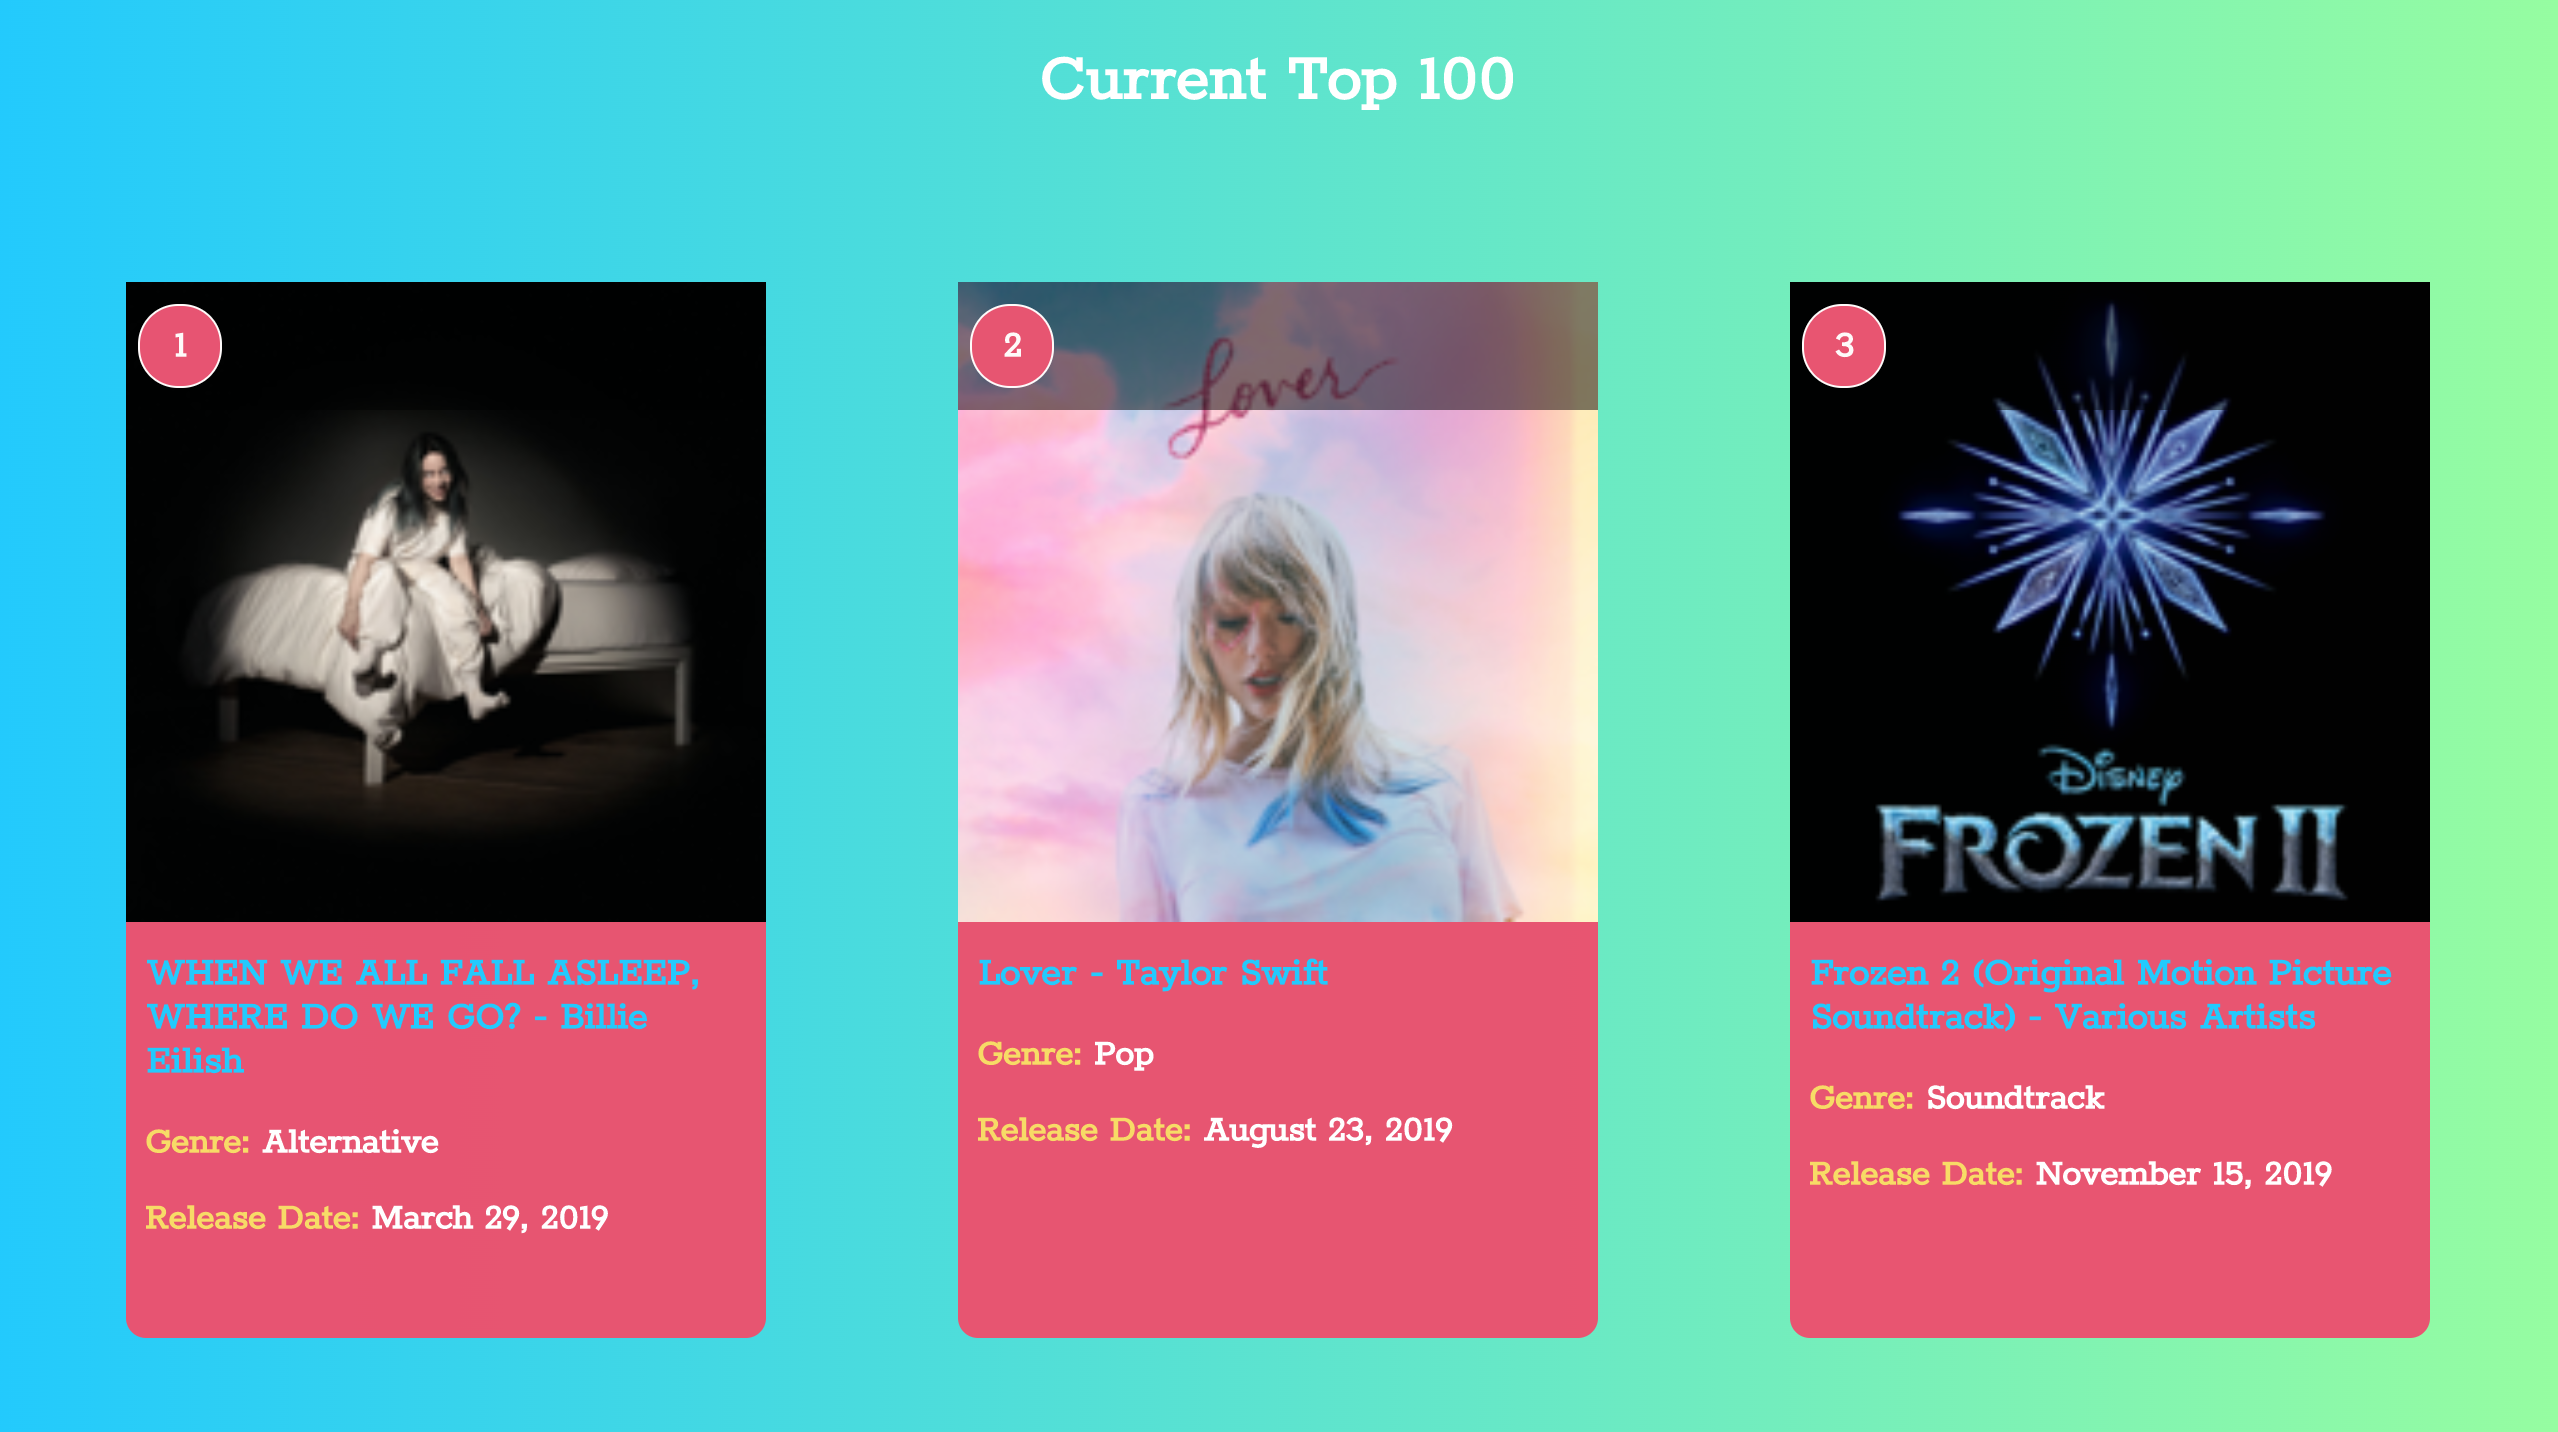 Current Top 100
1
WHEN WE ALL FALL ASLEEP,
WHERE DO WE GO? - Billie
Eilish
Genre: Alternative
Release Date: March 29, 2019
2
Lover
Lover - Taylor Swift
Genre: Pop
Release Date: August 23, 2019
3
Disney
FROZEN II
Frozen 2 (Original Motion Picture
Soundtrack) - Various Artists
Genre: Soundtrack
Release Date: November 15, 2019